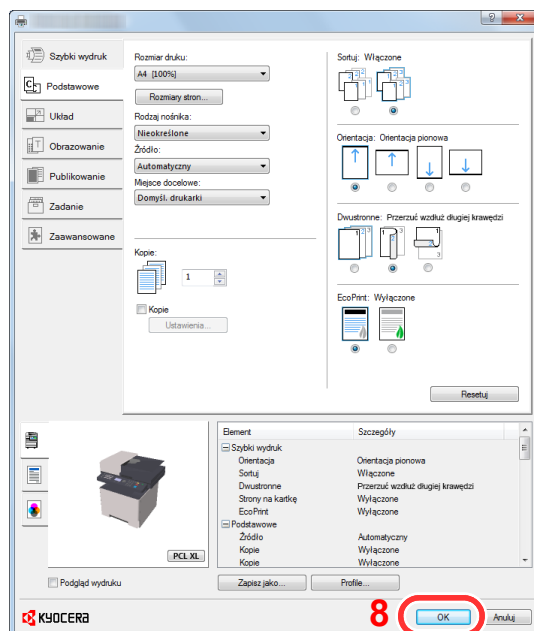 Szybki wydruk
Podstawowe
Układ
Obrazowanie
Publikowanie
Zadanie
Zaawansowane
Rozmiar druku:
A4 [100%]
Rozmiary stron...
Rodzaj nośnika:
Nieokreślone
Źródło:
Automatyczny
Miejsce docelowe:
Domyśl. drukarki
Kopie:
1
Kopie
Ustawienia...
Sortuj: Włączone
Orientacja: Orientacja pionowa
Dwustronne: Przerzuć wzdłuż długiej krawędzi
EcoPrint: Wyłączone
Resetuj
Element Szczegóły
Szybki wydruk
Orientacja Orientacja pionowa
Sortuj Włączone
Dwustronne Przerzuć wzdłuż długiej krawędzi
Strony na kartkę Wyłączone
EcoPrint Wyłączone
Podstawowe
Źródło Automatyczny
Kopie Wyłączone
Kopie Wyłączone
PCL XL
Podgląd wydruku
Zapisz jako... Profile...
KYOCERA
8 OK Anuluj